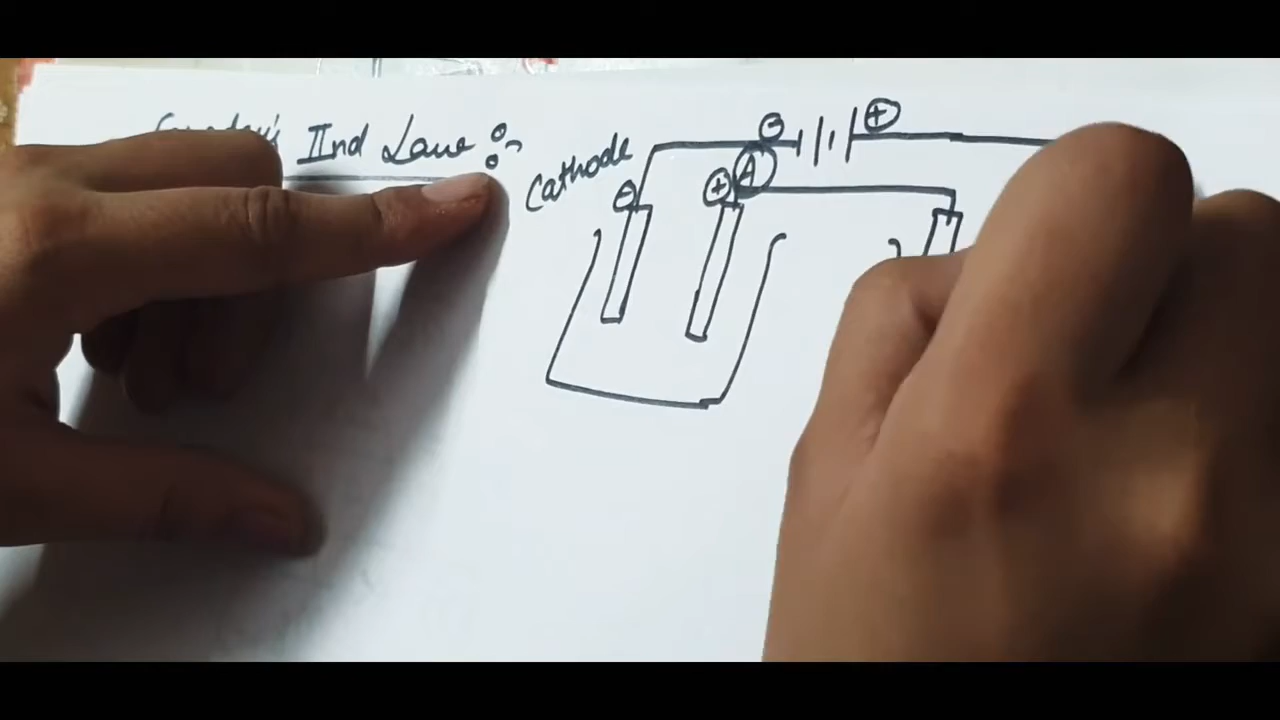 IInd Law :-
Cathode
⊖ ⊕
⊖ A ⊕